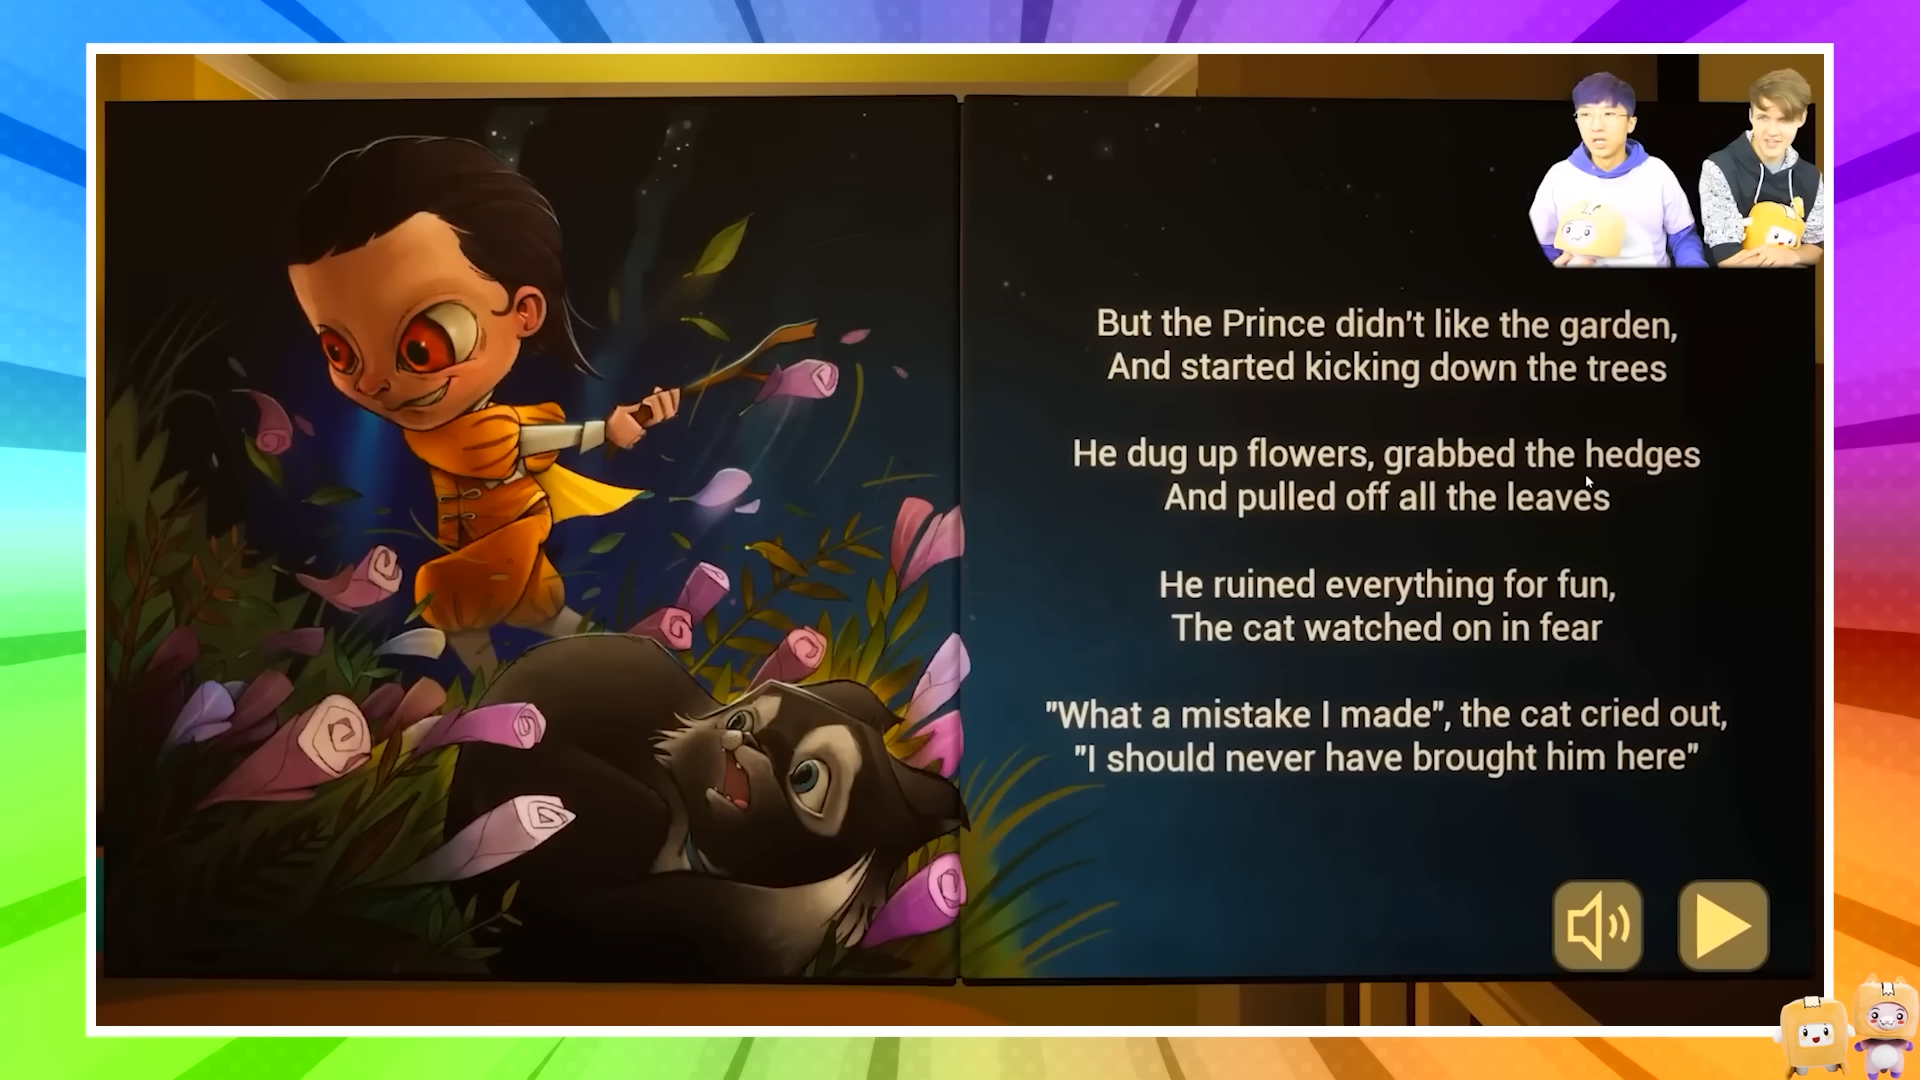 But the Prince didn't like the garden,
And started kicking down the trees
He dug up flowers, grabbed the hedges
And pulled off all the leaves
He ruined everything for fun,
The cat watched on in fear
"What a mistake I made", the cat cried out,
"I should never have brought him here"